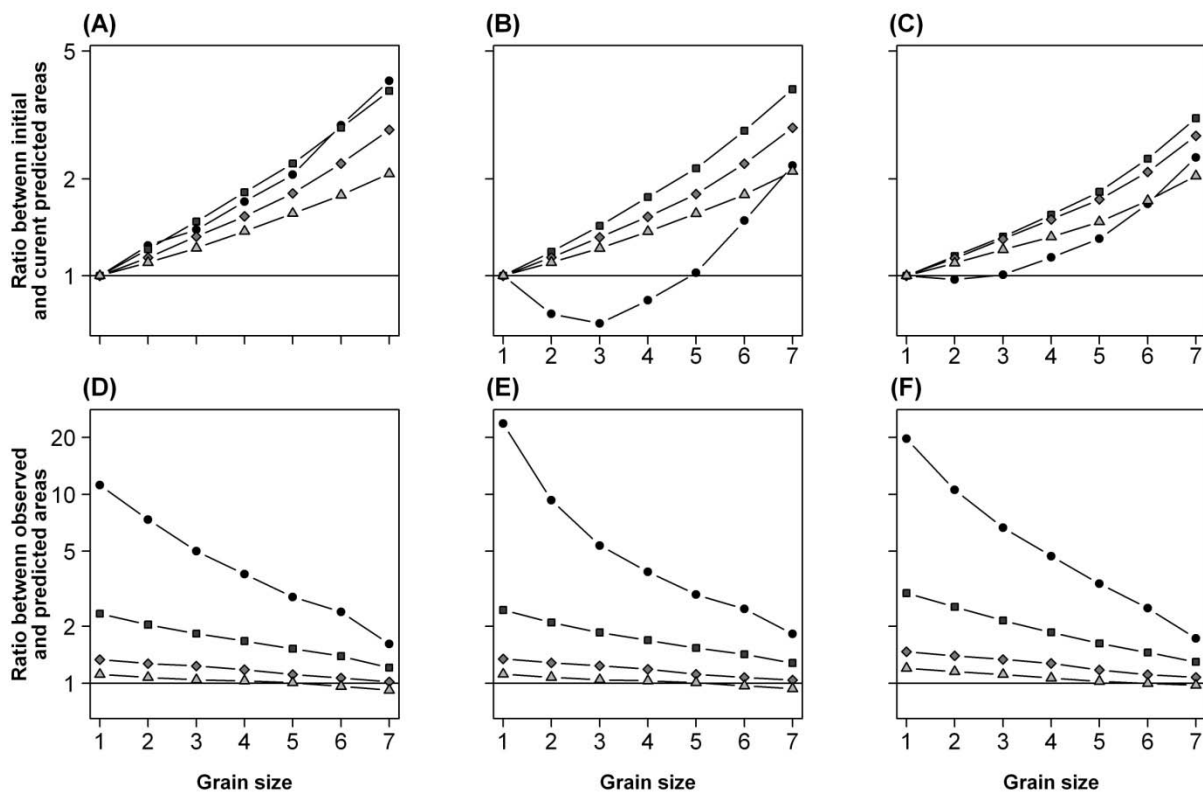 (A) (B) (C)
Ratio betwenn initial
and curent predicted areas
5
2
1
1 2 3 4 5 6 7
1 2 3 4 5 6 7
(D) (E) (F)
Ratio betwenn observed
and predicted areas
20
10
5
2
1
1 2 3 4 5 6 7
1 2 3 4 5 6 7
1 2 3 4 5 6 7
Grain size
Grain size
Grain size